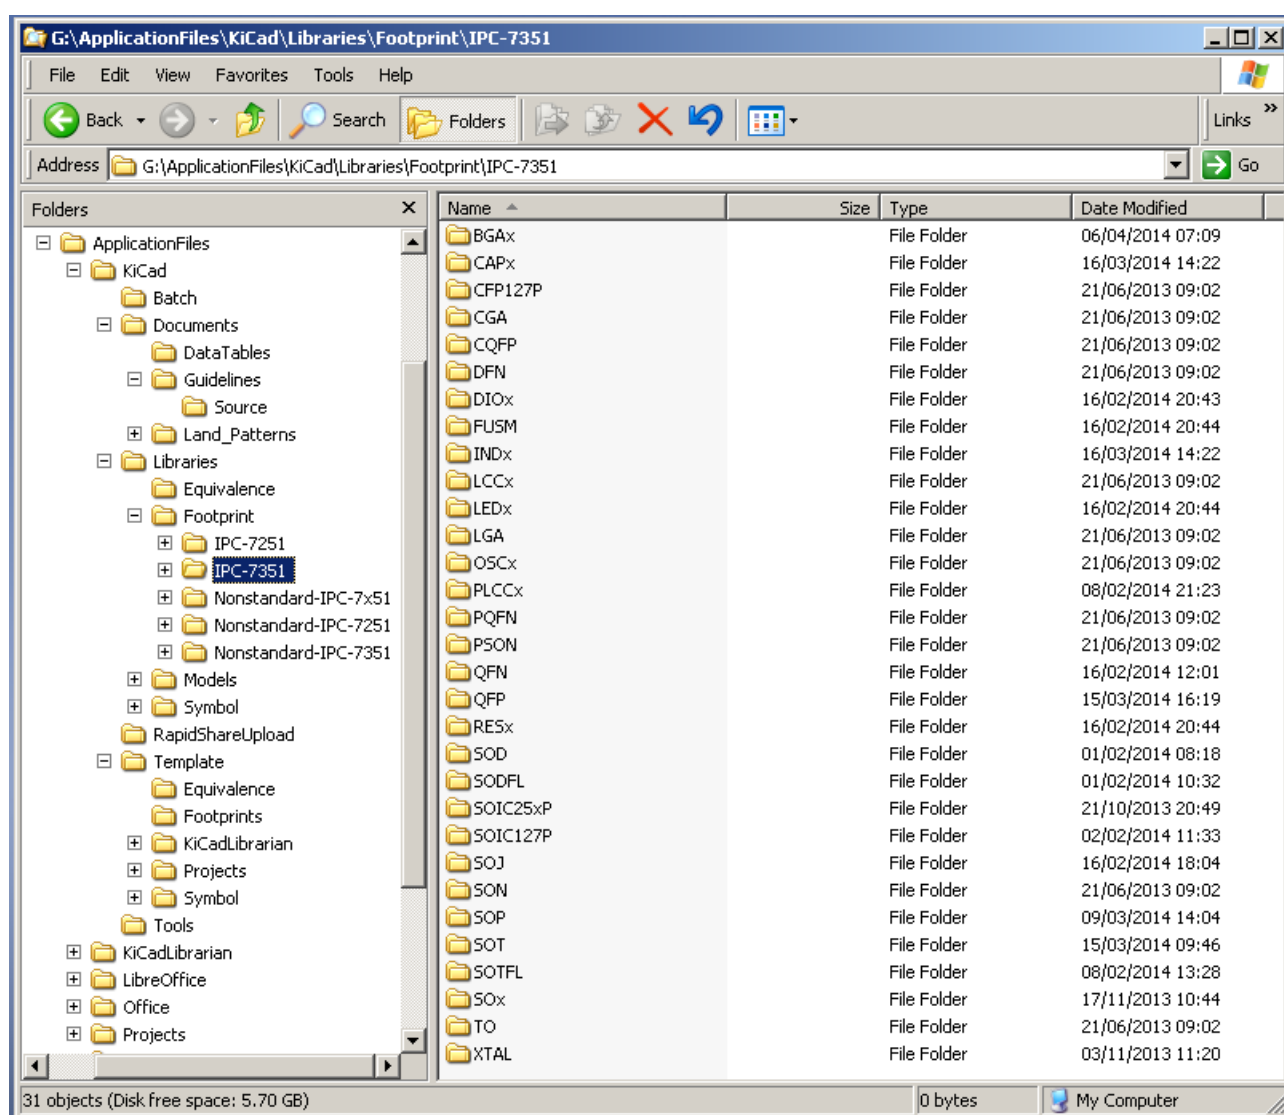 G:\ApplicationFiles\KiCad\Libraries\Footprint\IPC-7351
File Edit View Favorites Tools Help
Back Search Folders Links »
Address G:\ApplicationFiles\KiCad\Libraries\Footprint\IPC-7351 Go
Folders
ApplicationFiles
KiCad
Batch
Documents
DataTables
Guidelines
Source
Land_Patterns
Libraries
Equivalence
Footprint
IPC-7251
IPC-7351
Nonstandard-IPC-7x51
Nonstandard-IPC-7251
Nonstandard-IPC-7351
Models
Symbol
RapidShareUpload
Template
Equivalence
Footprints
KiCadLibrarian
Projects
Symbol
Tools
KiCadLibrarian
LibreOffice
Office
Projects
Name Size Type Date Modified
BGAx File Folder 06/04/2014 07:09
CAPx File Folder 16/03/2014 14:22
CFP127P File Folder 21/06/2013 09:02
CGA File Folder 21/06/2013 09:02
CQFP File Folder 21/06/2013 09:02
DFN File Folder 21/06/2013 09:02
DIOx File Folder 16/02/2014 20:43
FUSM File Folder 16/02/2014 20:44
INDx File Folder 16/03/2014 14:22
LCCx File Folder 21/06/2013 09:02
LEDx File Folder 16/02/2014 20:44
LGA File Folder 21/06/2013 09:02
OSCx File Folder 21/06/2013 09:02
PLCCx File Folder 08/02/2014 21:23
PQFN File Folder 21/06/2013 09:02
PSON File Folder 21/06/2013 09:02
QFN File Folder 16/02/2014 12:01
QFP File Folder 15/03/2014 16:19
RESx File Folder 16/02/2014 20:44
SOD File Folder 01/02/2014 08:18
SODFL File Folder 01/02/2014 10:32
SOIC25xP File Folder 21/10/2013 20:49
SOIC127P File Folder 02/02/2014 11:33
SOJ File Folder 16/02/2014 18:04
SON File Folder 21/06/2013 09:02
SOP File Folder 09/03/2014 14:04
SOT File Folder 15/03/2014 09:46
SOTFL File Folder 08/02/2014 13:28
SOx File Folder 17/11/2013 10:44
TO File Folder 21/06/2013 09:02
XTAL File Folder 03/11/2013 11:20
31 objects (Disk free space: 5.70 GB) 0 bytes My Computer